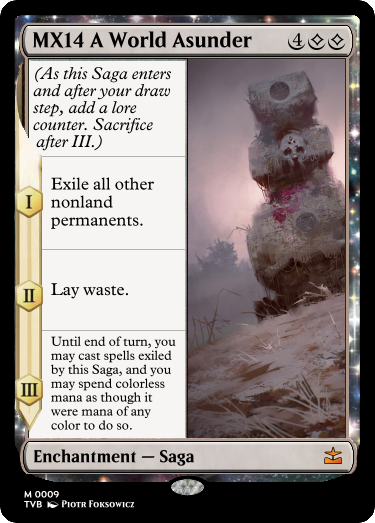 MX14 A World Asunder 4
(As this Saga enters
and after your draw
step, add a lore
counter. Sacrifice
after III.)
I
Exile all other
nonland
permanents.
II
Lay waste.
III
Until end of turn, you
may cast spells exiled
by this Saga, and you
may spend colorless
mana as though it
were mana of any
color to do so.
Enchantment — Saga
M 0009
TVB Piotr Foksowicz